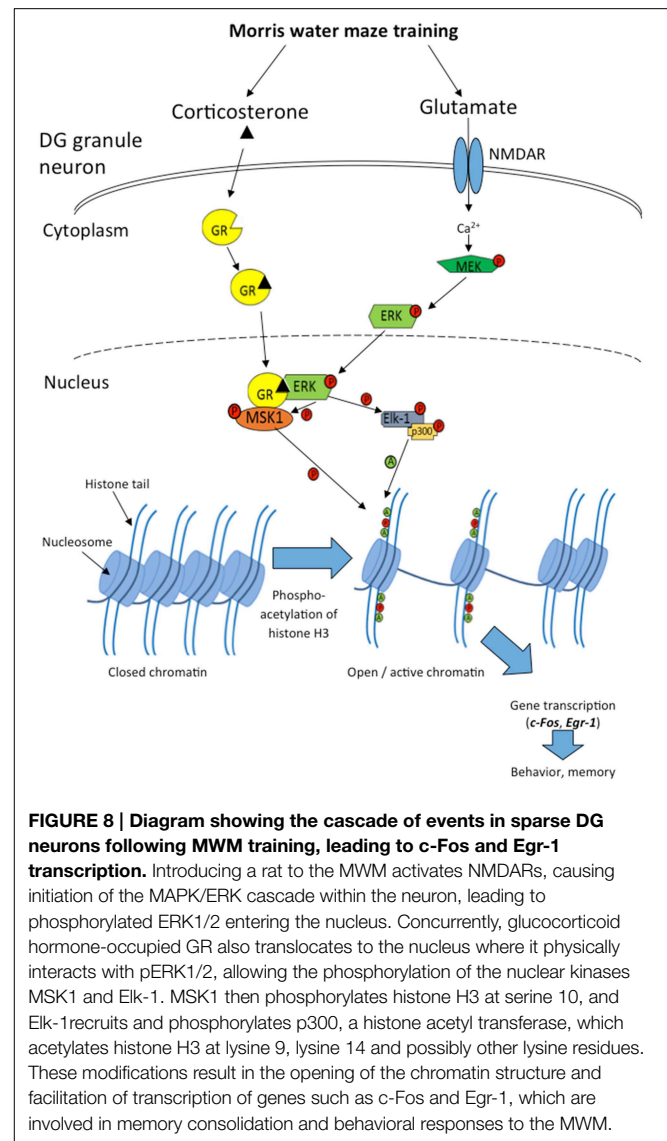 Morris water maze training
Corticosterone
Glutamate
DG granule
neuron
NMDAR
Cytoplasm
GR
Ca2+
MEK
P
GR
ERK
P
Nucleus
GR
ERK
P
P
MSK1
P
P
Elk-1
P
p300
P
P
A
Histone tail
Nucleosome
A
P
A
A
P
A
Phospho-
acetylation of
histone H3
A
P
A
A
P
A
Closed chromatin
Open / active chromatin
Gene transcription
(c-Fos, Egr-1)
Behavior, memory
FIGURE 8 | Diagram showing the cascade of events in sparse DG
neurons following MWM training, leading to c-Fos and Egr-1
transcription. Introducing a rat to the MWM activates NMDARs, causing
initiation of the MAPK/ERK cascade within the neuron, leading to
phosphorylated ERK1/2 entering the nucleus. Concurrently, glucocorticoid
hormone-occupied GR also translocates to the nucleus where it physically
interacts with pERK1/2, allowing the phosphorylation of the nuclear kinases
MSK1 and Elk-1. MSK1 then phosphorylates histone H3 at serine 10, and
Elk-1recruits and phosphorylates p300, a histone acetyl transferase, which
acetylates histone H3 at lysine 9, lysine 14 and possibly other lysine residues.
These modifications result in the opening of the chromatin structure and
facilitation of transcription of genes such as c-Fos and Egr-1, which are
involved in memory consolidation and behavioral responses to the MWM.